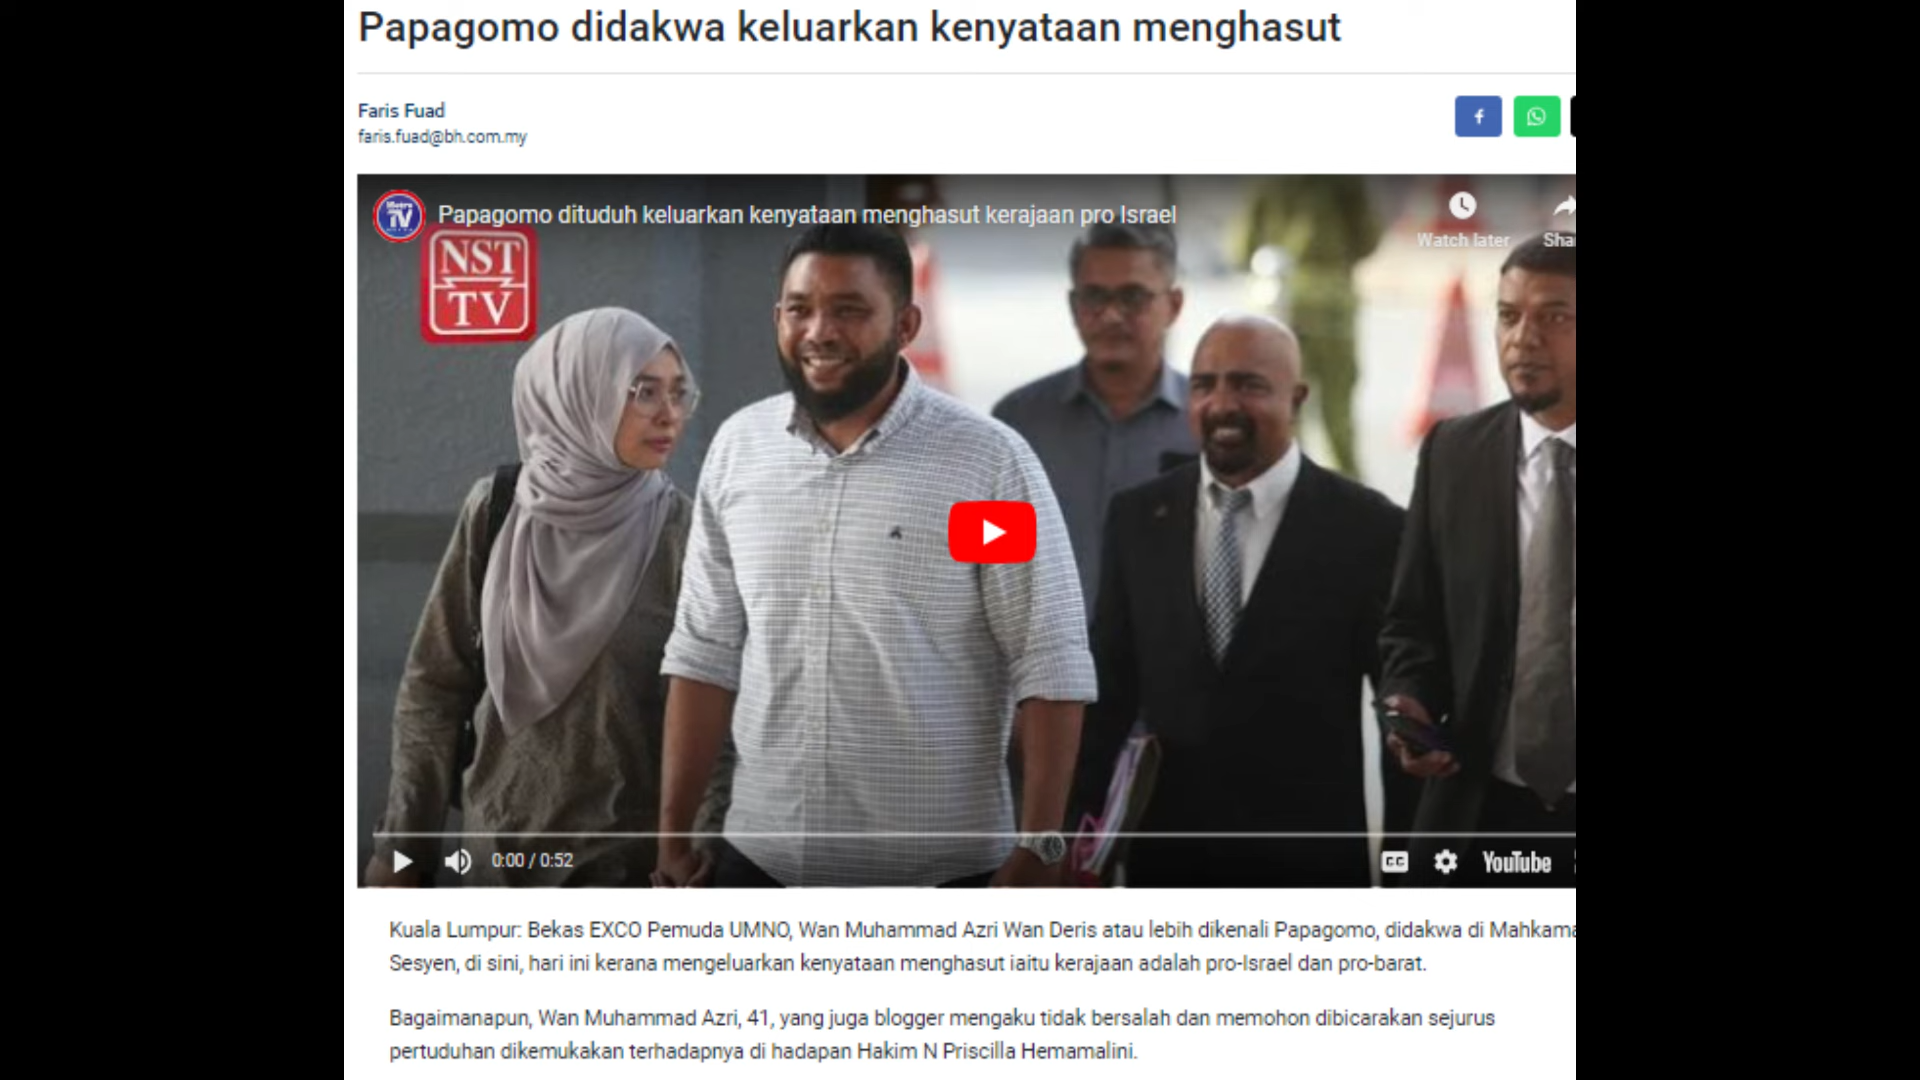 Papagomo didakwa keluarkan kenyataan menghasut
Faris Fuad
faris.fuad@bh.com.my
Metro
TV
Papagomo dituduh keluarkan kenyataan menghasut kerajaan pro Israel
Watch later
Sha
NST
TV
0:00 / 0:52
CC
YouTube
Kuala Lumpur: Bekas EXCO Pemuda UMNO, Wan Muhammad Azri Wan Deris atau lebih dikenali Papagomo, didakwa di Mahkama
Sesyen, di sini, hari ini kerana mengeluarkan kenyataan menghasut iaitu kerajaan adalah pro-Israel dan pro-barat.
Bagaimanapun, Wan Muhammad Azri, 41, yang juga blogger mengaku tidak bersalah dan memohon dibicarakan sejurus
pertuduhan dikemukakan terhadapnya di hadapan Hakim N Priscilla Hemamalini.